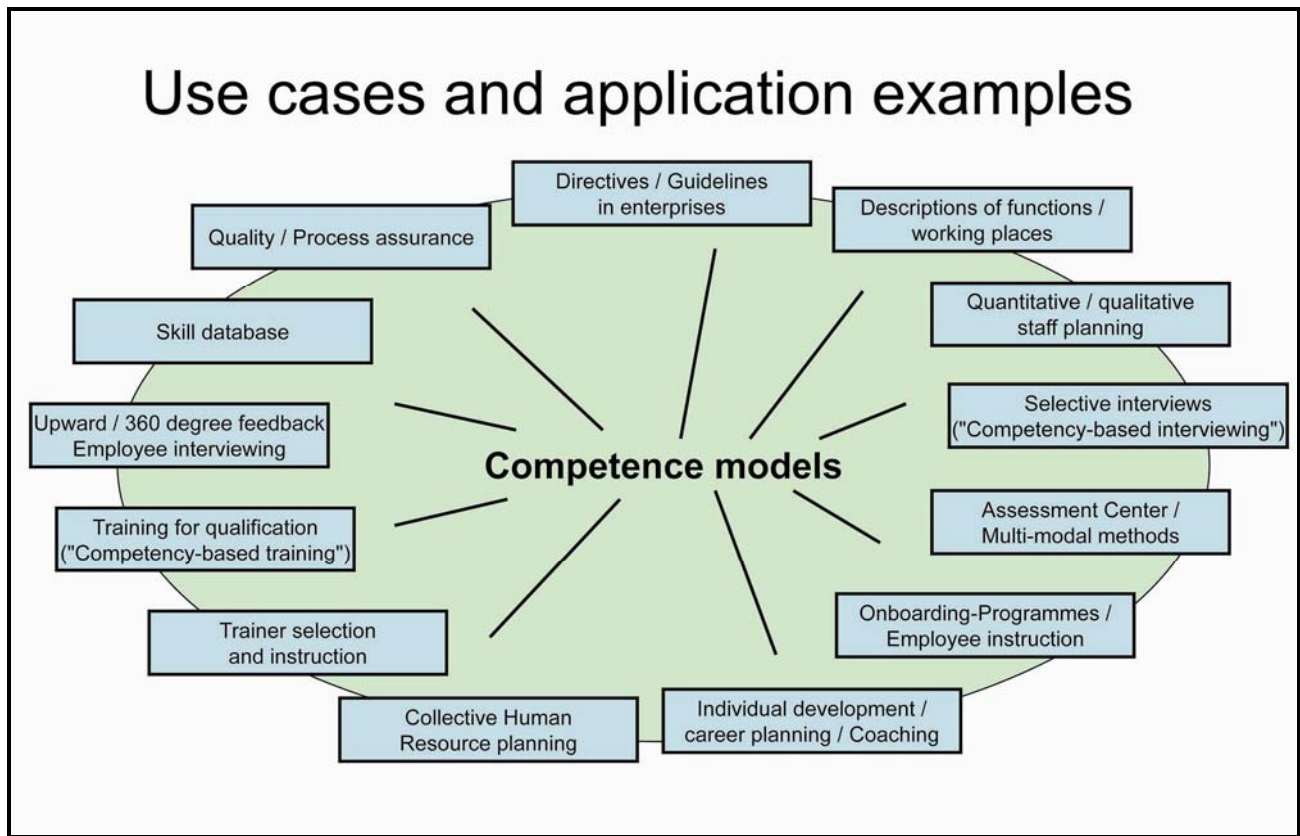 Use cases and application examples
Directives / Guidelines
in enterprises
Descriptions of functions /
working places
Quality / Process assurance
Quantitative / qualitative
staff planning
Skill database
Selective interviews
("Competency-based interviewing")
Upward / 360 degree feedback
Employee interviewing
Competence models
Assessment Center /
Multi-modal methods
Training for qualification
("Competency-based training")
Onboarding-Programmes /
Employee instruction
Trainer selection
and instruction
Individual development /
career planning / Coaching
Collective Human
Resource planning